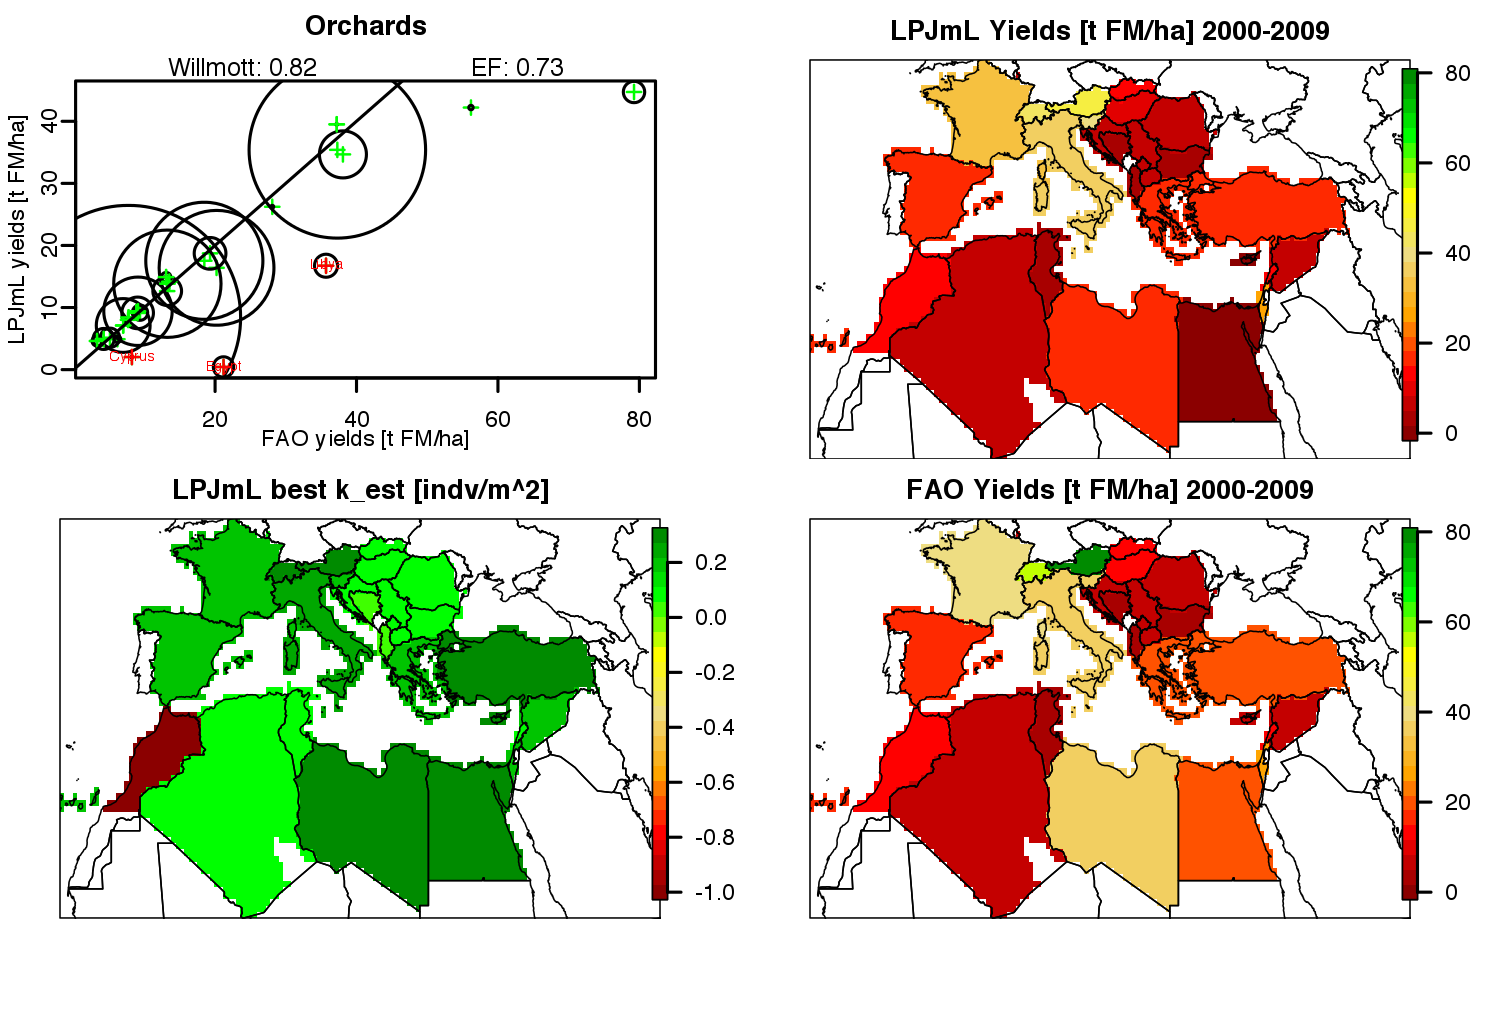 Orchards
Willmott: 0.82
EF: 0.73
LPJmL yields [t FM/ha]
40
30
20
10
0
Libya
Cyprus
Egypt
20
40
60
80
FAO yields [t FM/ha]
LPJmL Yields [t FM/ha] 2000-2009
80
60
40
20
0
LPJmL best k_est [indv/m^2]
0.2
0.0
-0.2
-0.4
-0.6
-0.8
-1.0
FAO Yields [t FM/ha] 2000-2009
80
60
40
20
0